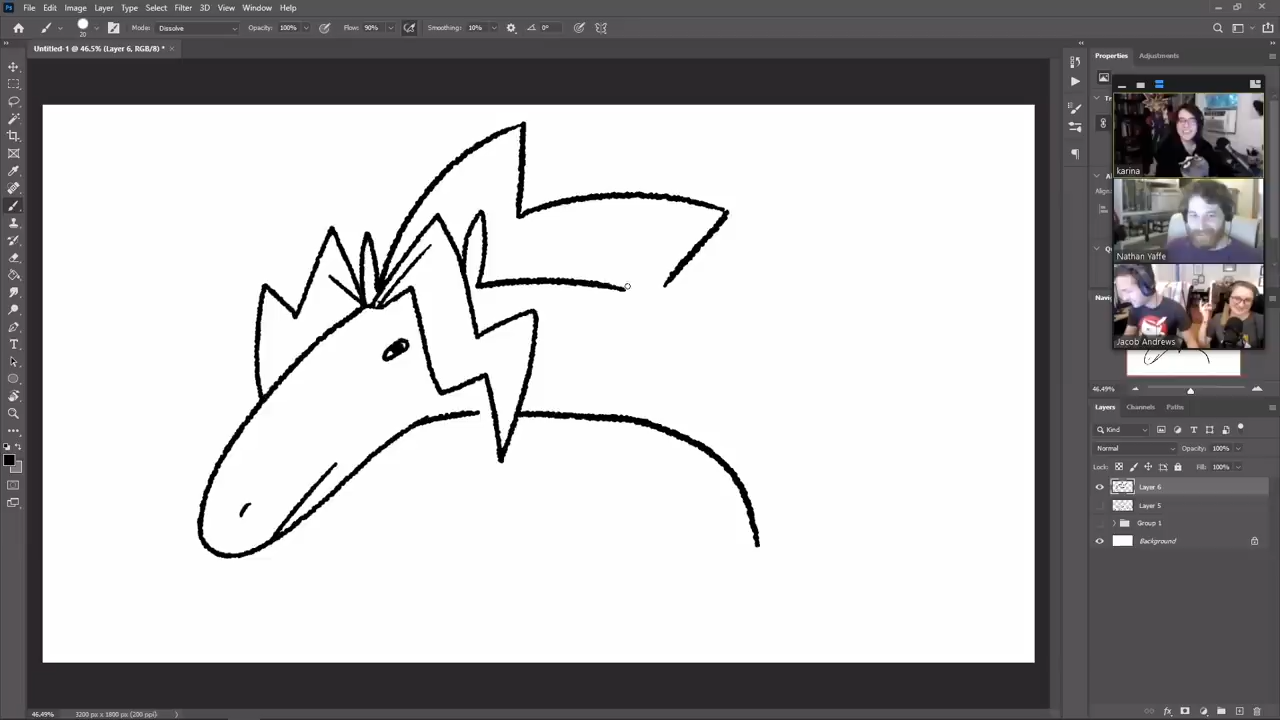 Ps File Edit Image Layer Type Select Filter 3D View Window Help
20 Mode: Dissolve Opacity: 100% Flow: 90% Smoothing: 10% 0°
Untitled-1 @ 46.5% (Layer 6, RGB/8) * ×
Properties Adjustments
karina
Nathan Yaffe
Jacob Andrews
46.49%
Layers Channels Paths
Kind
Normal Opacity: 100%
Lock: Fill: 100%
Layer 6
Layer 5
Group 1
Background
46.49% 3200 px x 1800 px (200 ppi)